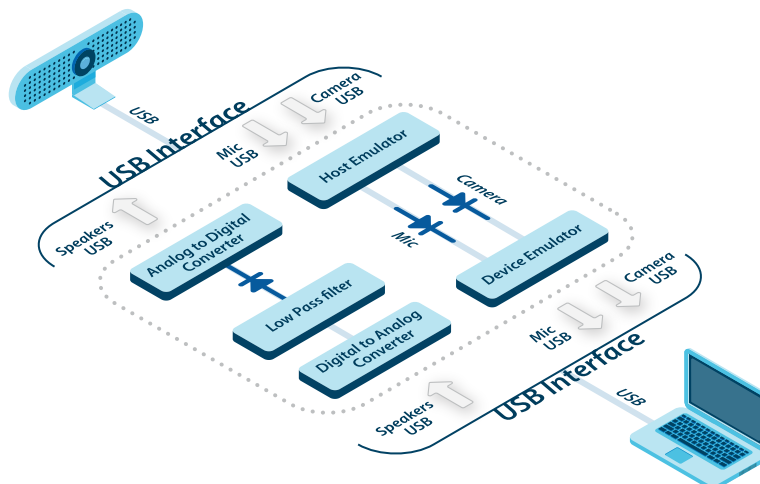 USB
USB Interface
Camera
USB
Mic
USB
Speakers
USB
Host Emulator
Camera
Mic
Analog to Digital
Converter
Device Emulator
Low Pass filter
Digital to Analog
Converter
Camera
USB
Mic
USB
USB Interface
Speakers
USB
USB